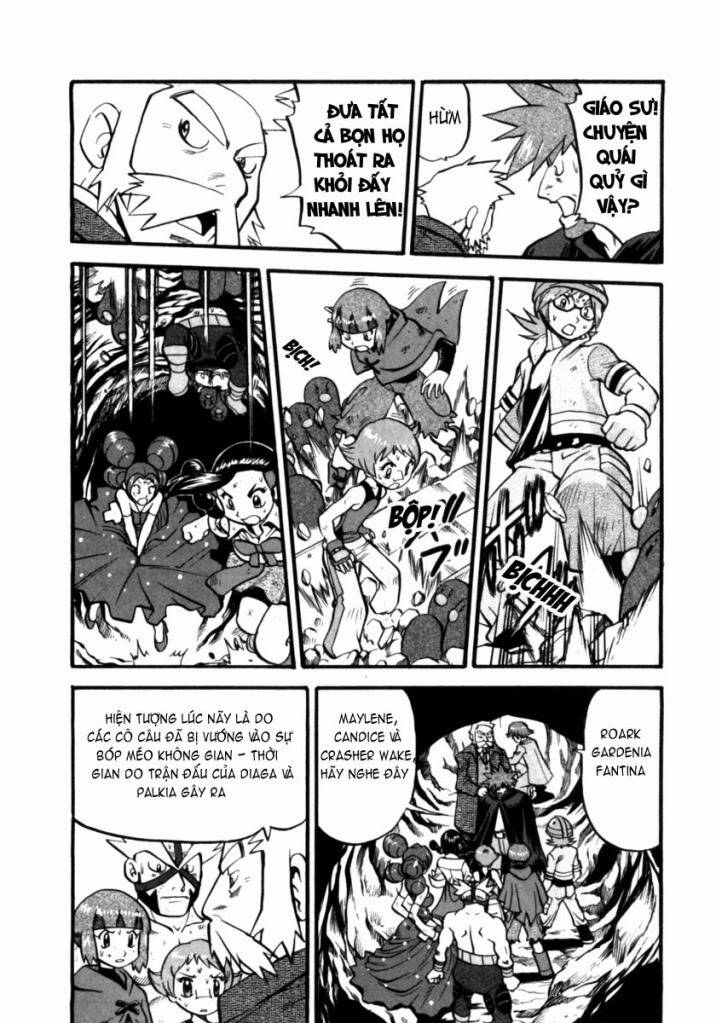 GIÁO SƯ!
CHUYỆN
QUÁI
QUỶ GÌ
VẬY?
HỪM
ĐƯA TẤT
CẢ BỌN HỌ
THOÁT RA
KHỎI ĐẤY
NHANH LÊN!
BỊCHHH
BỊCH!
BỘP!
ROARK
GARDENIA
FANTINA
MAYLENE,
CANDICE VÀ
CRASHER WAKE,
HÃY NGHE ĐÂY
HIỆN TƯỢNG LÚC NÃY LÀ DO
CÁC CÔ CẬU ĐÃ BỊ VƯỚNG VÀO SỰ
BÓP MÉO KHÔNG GIAN - THỜI
GIAN DO TRẬN ĐẤU CỦA DIAGA VÀ
PALKIA GÂY RA